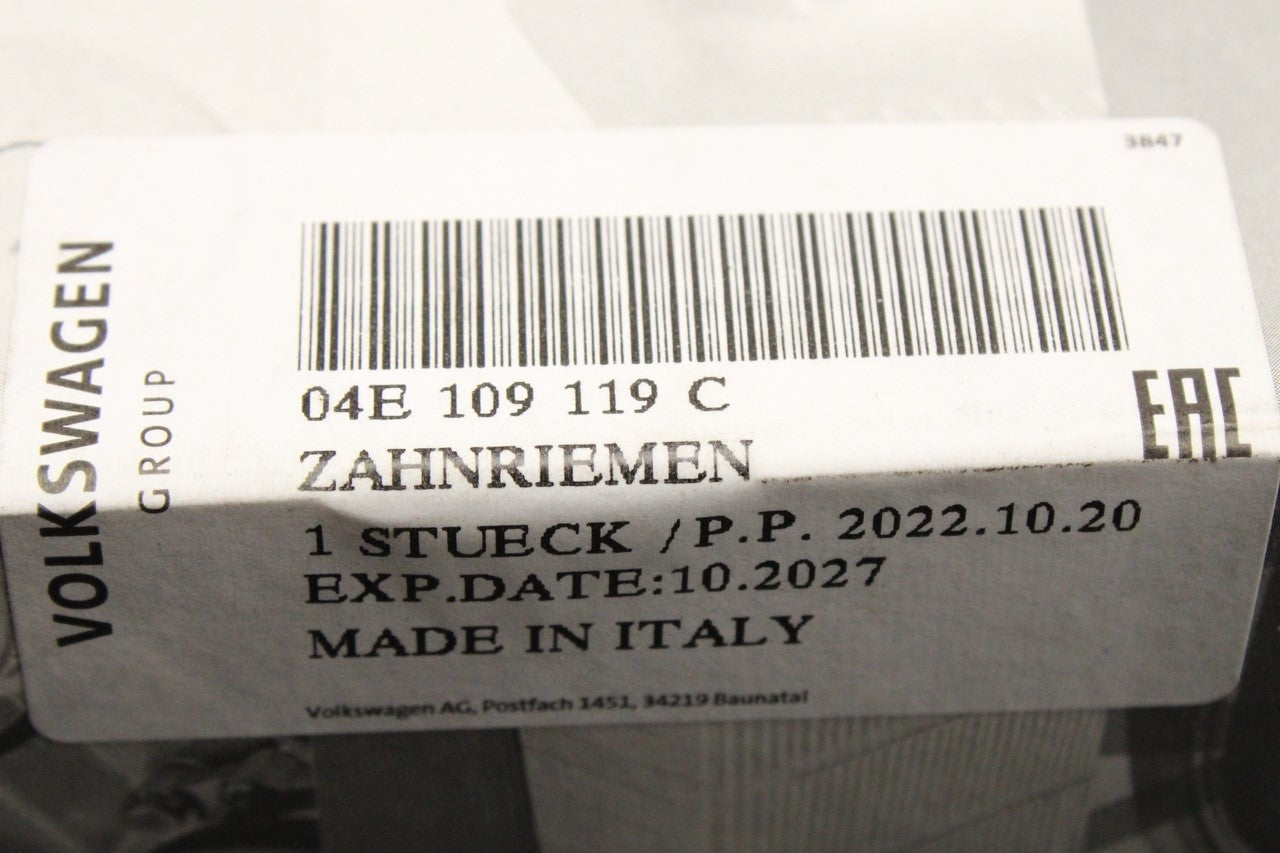 3847
VOLKSWAGEN
GROUP
04E 109 119 C
EAC
ZAHNRIEMEN
1 STUECK /P.P. 2022.10.20
EXP.DATE:10.2027
MADE IN ITALY
Volkswagen AG, Postfach 1451, 34219 Baunatal